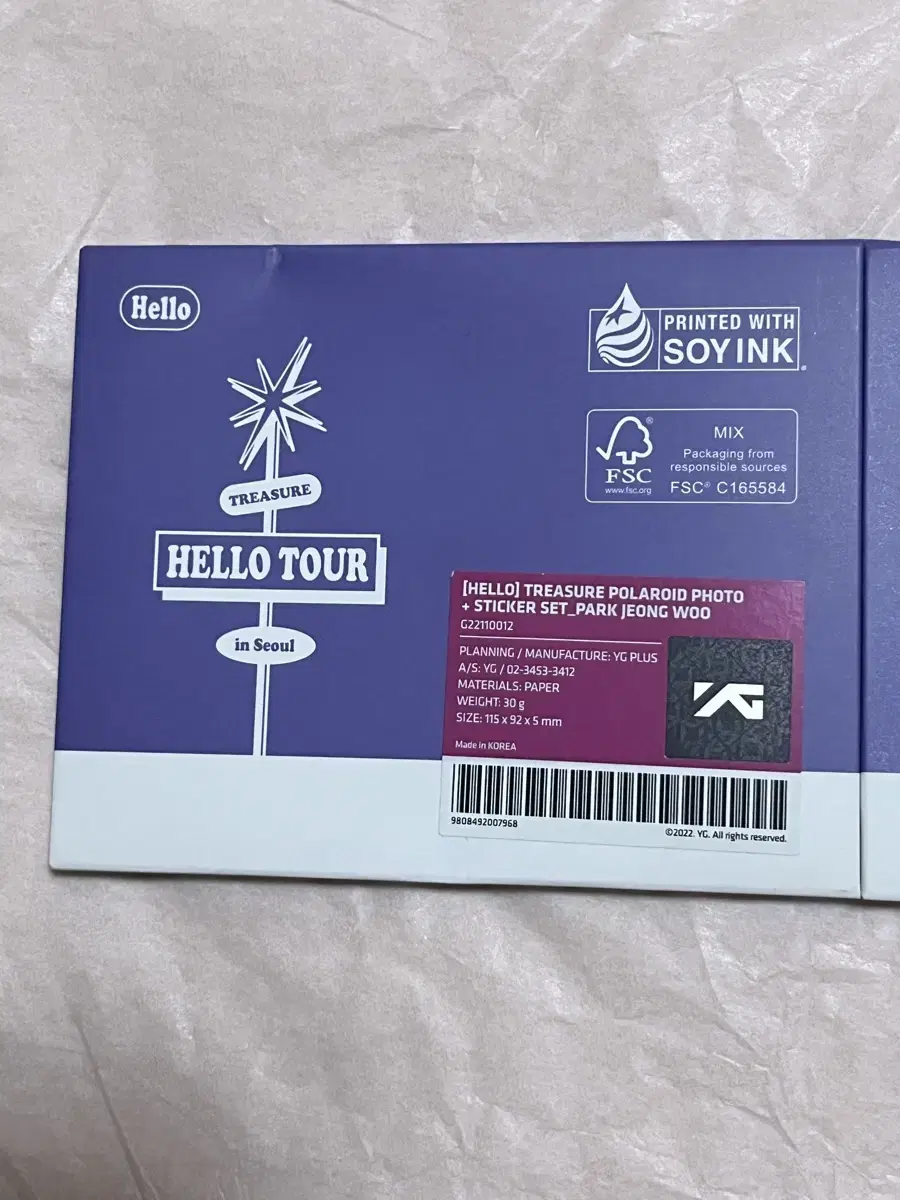 Hello
TREASURE
HELLO TOUR
in Seoul
PRINTED WITH
SOY INK
FSC®
www.fsc.org
MIX
Packaging from
responsible sources
FSC® C165584
[HELLO] TREASURE POLAROID PHOTO
+ STICKER SET_PARK JEONG WOO
G22110012
PLANNING / MANUFACTURE: YG PLUS
A/S: YG / 02-3453-3412
MATERIALS: PAPER
WEIGHT: 30 g
SIZE: 115 x 92 x 5 mm
Made in KOREA
YG
9808492007968
©2022. YG. All rights reserved.